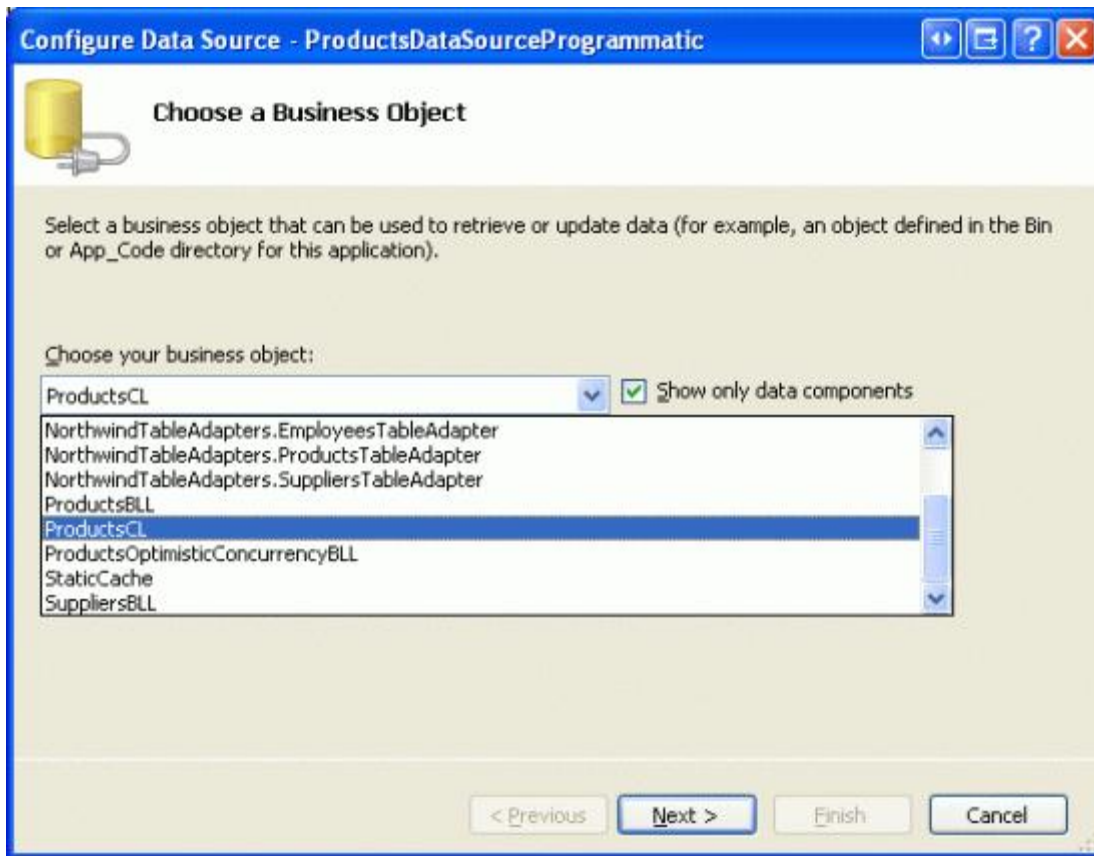 Configure Data Source - ProductsDataSourceProgrammatic
Choose a Business Object
Select a business object that can be used to retrieve or update data (for example, an object defined in the Bin
or App_Code directory for this application).
Choose your business object:
ProductsCL
Show only data components
NorthwindTableAdapters.EmployeesTableAdapter
NorthwindTableAdapters.ProductsTableAdapter
NorthwindTableAdapters.SuppliersTableAdapter
ProductsBLL
ProductsCL
ProductsOptimisticConcurrencyBLL
StaticCache
SuppliersBLL
< Previous
Next >
Finish
Cancel